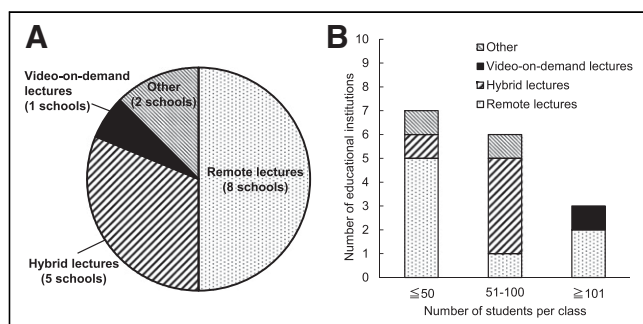 A
Video-on-demand
lectures
(1 schools)
Other
(2 schools)
Remote lectures
(8 schools)
Hybrid lectures
(5 schools)
B
Number of educational institutions
10
9
8
7
6
5
4
3
2
1
0
Other
Video-on-demand lectures
Hybrid lectures
Remote lectures
≦50
51-100
≧101
Number of students per class